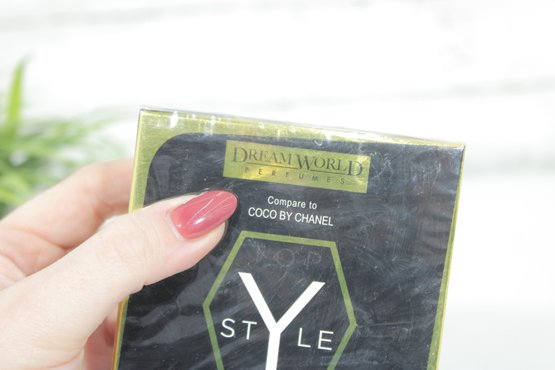 DREAM WORLD
PERFUMES
Compare to
COCO BY CHANEL
STYLE